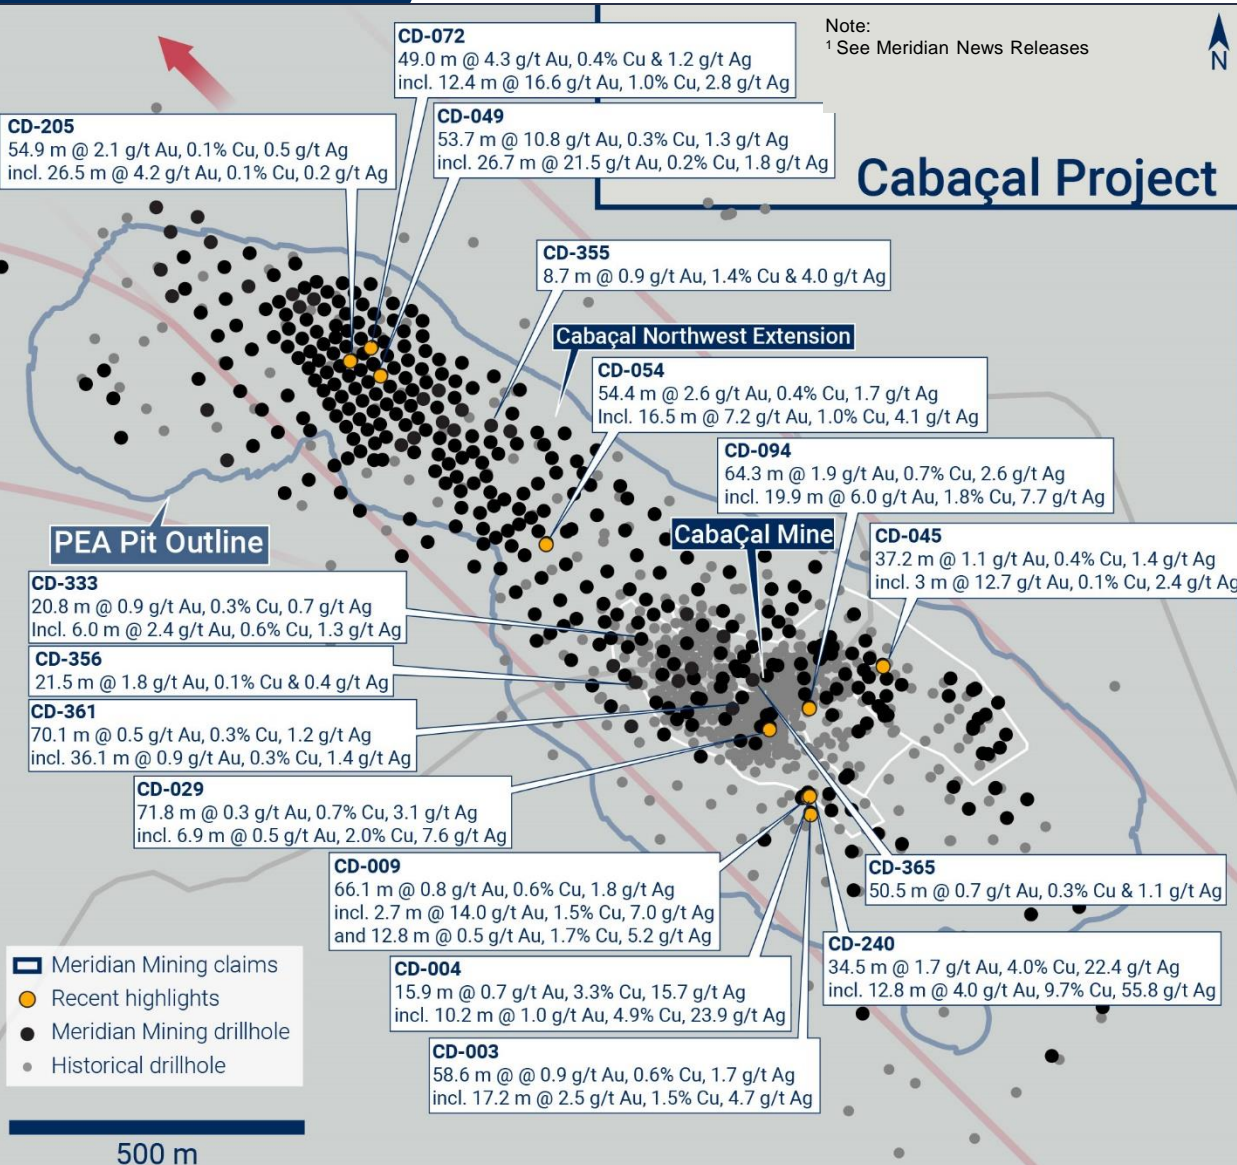 Note:
¹ See Meridian News Releases
N
Cabaçal Project
CD-072
49.0 m @ 4.3 g/t Au, 0.4% Cu & 1.2 g/t Ag
incl. 12.4 m @ 16.6 g/t Au, 1.0% Cu, 2.8 g/t Ag
CD-049
53.7 m @ 10.8 g/t Au, 0.3% Cu, 1.3 g/t Ag
incl. 26.7 m @ 21.5 g/t Au, 0.2% Cu, 1.8 g/t Ag
CD-205
54.9 m @ 2.1 g/t Au, 0.1% Cu, 0.5 g/t Ag
incl. 26.5 m @ 4.2 g/t Au, 0.1% Cu, 0.2 g/t Ag
CD-355
8.7 m @ 0.9 g/t Au, 1.4% Cu & 4.0 g/t Ag
Cabaçal Northwest Extension
CD-054
54.4 m @ 2.6 g/t Au, 0.4% Cu, 1.7 g/t Ag
Incl. 16.5 m @ 7.2 g/t Au, 1.0% Cu, 4.1 g/t Ag
CD-094
64.3 m @ 1.9 g/t Au, 0.7% Cu, 2.6 g/t Ag
incl. 19.9 m @ 6.0 g/t Au, 1.8% Cu, 7.7 g/t Ag
CabaÇal Mine
CD-045
37.2 m @ 1.1 g/t Au, 0.4% Cu, 1.4 g/t Ag
incl. 3 m @ 12.7 g/t Au, 0.1% Cu, 2.4 g/t Ag
PEA Pit Outline
CD-333
20.8 m @ 0.9 g/t Au, 0.3% Cu, 0.7 g/t Ag
Incl. 6.0 m @ 2.4 g/t Au, 0.6% Cu, 1.3 g/t Ag
CD-356
21.5 m @ 1.8 g/t Au, 0.1% Cu & 0.4 g/t Ag
CD-361
70.1 m @ 0.5 g/t Au, 0.3% Cu, 1.2 g/t Ag
incl. 36.1 m @ 0.9 g/t Au, 0.3% Cu, 1.4 g/t Ag
CD-029
71.8 m @ 0.3 g/t Au, 0.7% Cu, 3.1 g/t Ag
incl. 6.9 m @ 0.5 g/t Au, 2.0% Cu, 7.6 g/t Ag
CD-009
66.1 m @ 0.8 g/t Au, 0.6% Cu, 1.8 g/t Ag
incl. 2.7 m @ 14.0 g/t Au, 1.5% Cu, 7.0 g/t Ag
and 12.8 m @ 0.5 g/t Au, 1.7% Cu, 5.2 g/t Ag
CD-365
50.5 m @ 0.7 g/t Au, 0.3% Cu & 1.1 g/t Ag
CD-240
34.5 m @ 1.7 g/t Au, 4.0% Cu, 22.4 g/t Ag
incl. 12.8 m @ 4.0 g/t Au, 9.7% Cu, 55.8 g/t Ag
CD-004
15.9 m @ 0.7 g/t Au, 3.3% Cu, 15.7 g/t Ag
incl. 10.2 m @ 1.0 g/t Au, 4.9% Cu, 23.9 g/t Ag
CD-003
58.6 m @ @ 0.9 g/t Au, 0.6% Cu, 1.7 g/t Ag
incl. 17.2 m @ 2.5 g/t Au, 1.5% Cu, 4.7 g/t Ag
Meridian Mining claims
Recent highlights
Meridian Mining drillhole
Historical drillhole
500 m